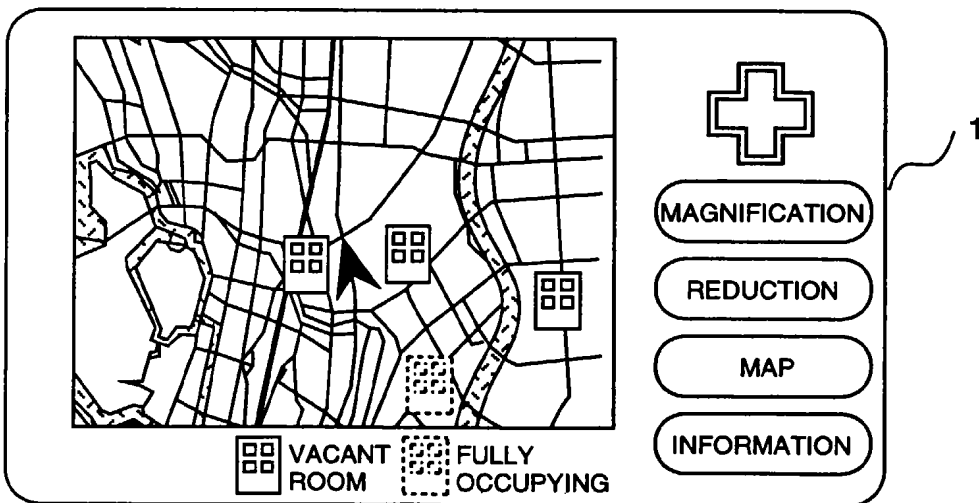 1
MAGNIFICATION
REDUCTION
MAP
INFORMATION
VACANT
ROOM
FULLY
OCCUPYING